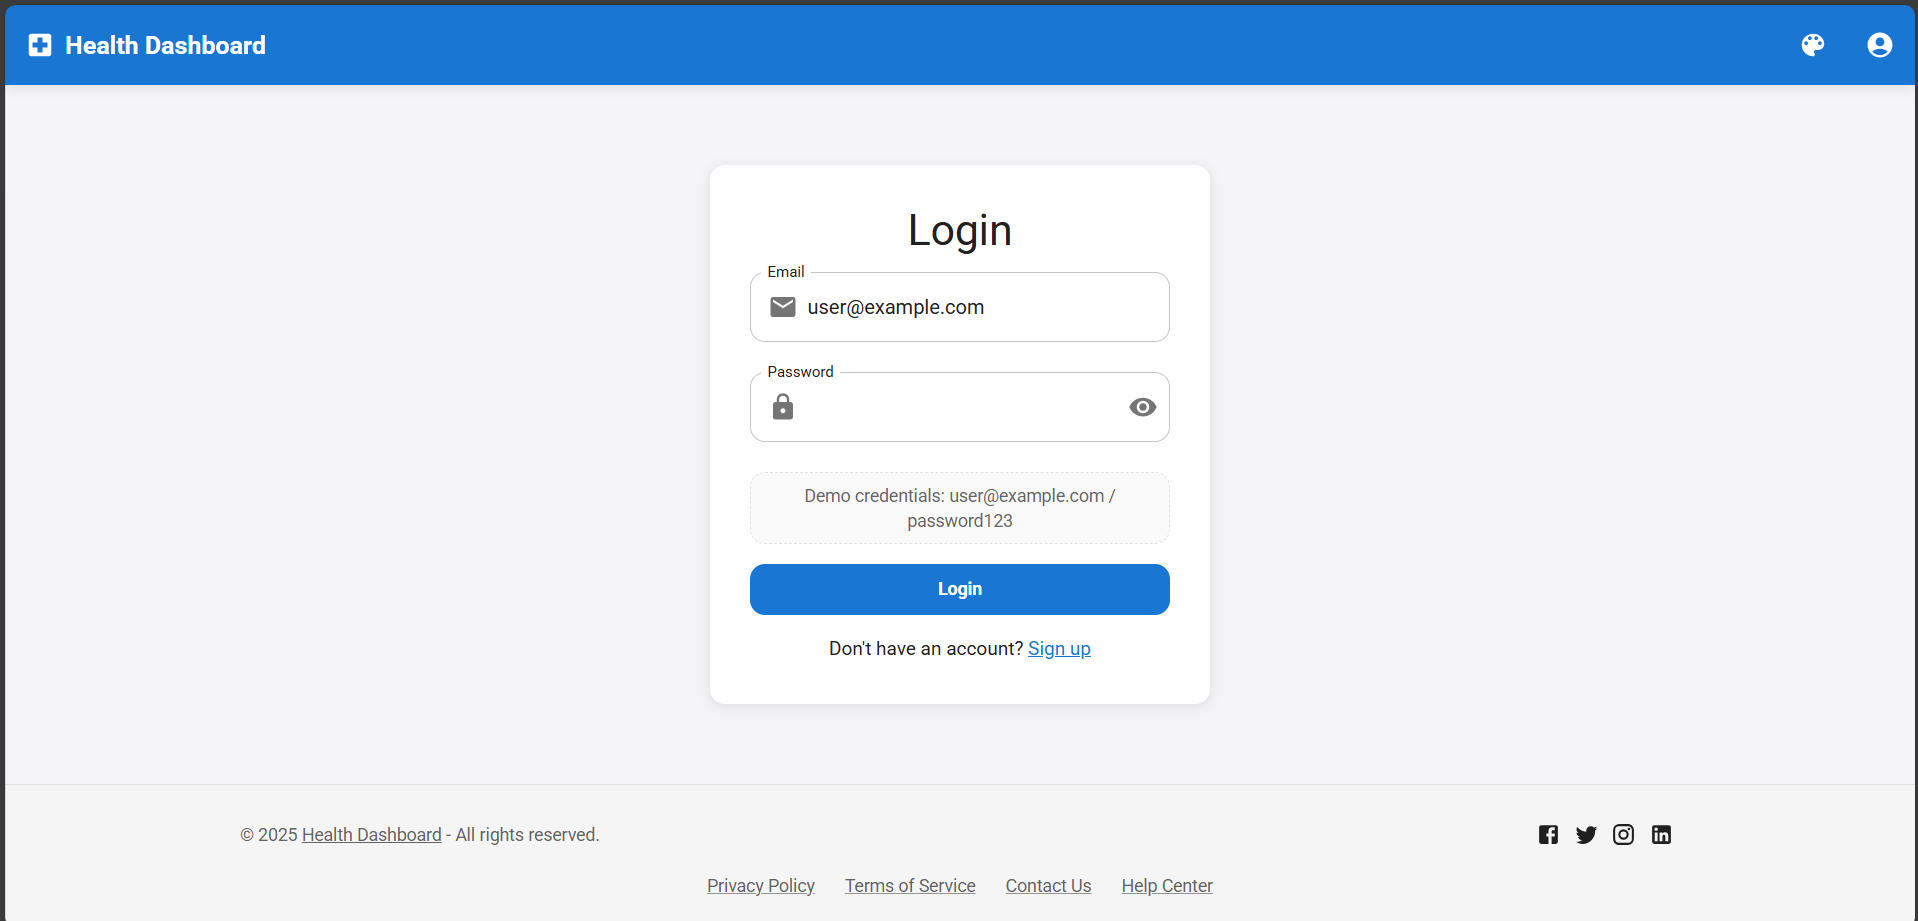 Health Dashboard
Login
Email
user@example.com
Password
Demo credentials: user@example.com /
password123
Login
Don't have an account? Sign up
© 2025 Health Dashboard - All rights reserved.
Privacy Policy Terms of Service Contact Us Help Center